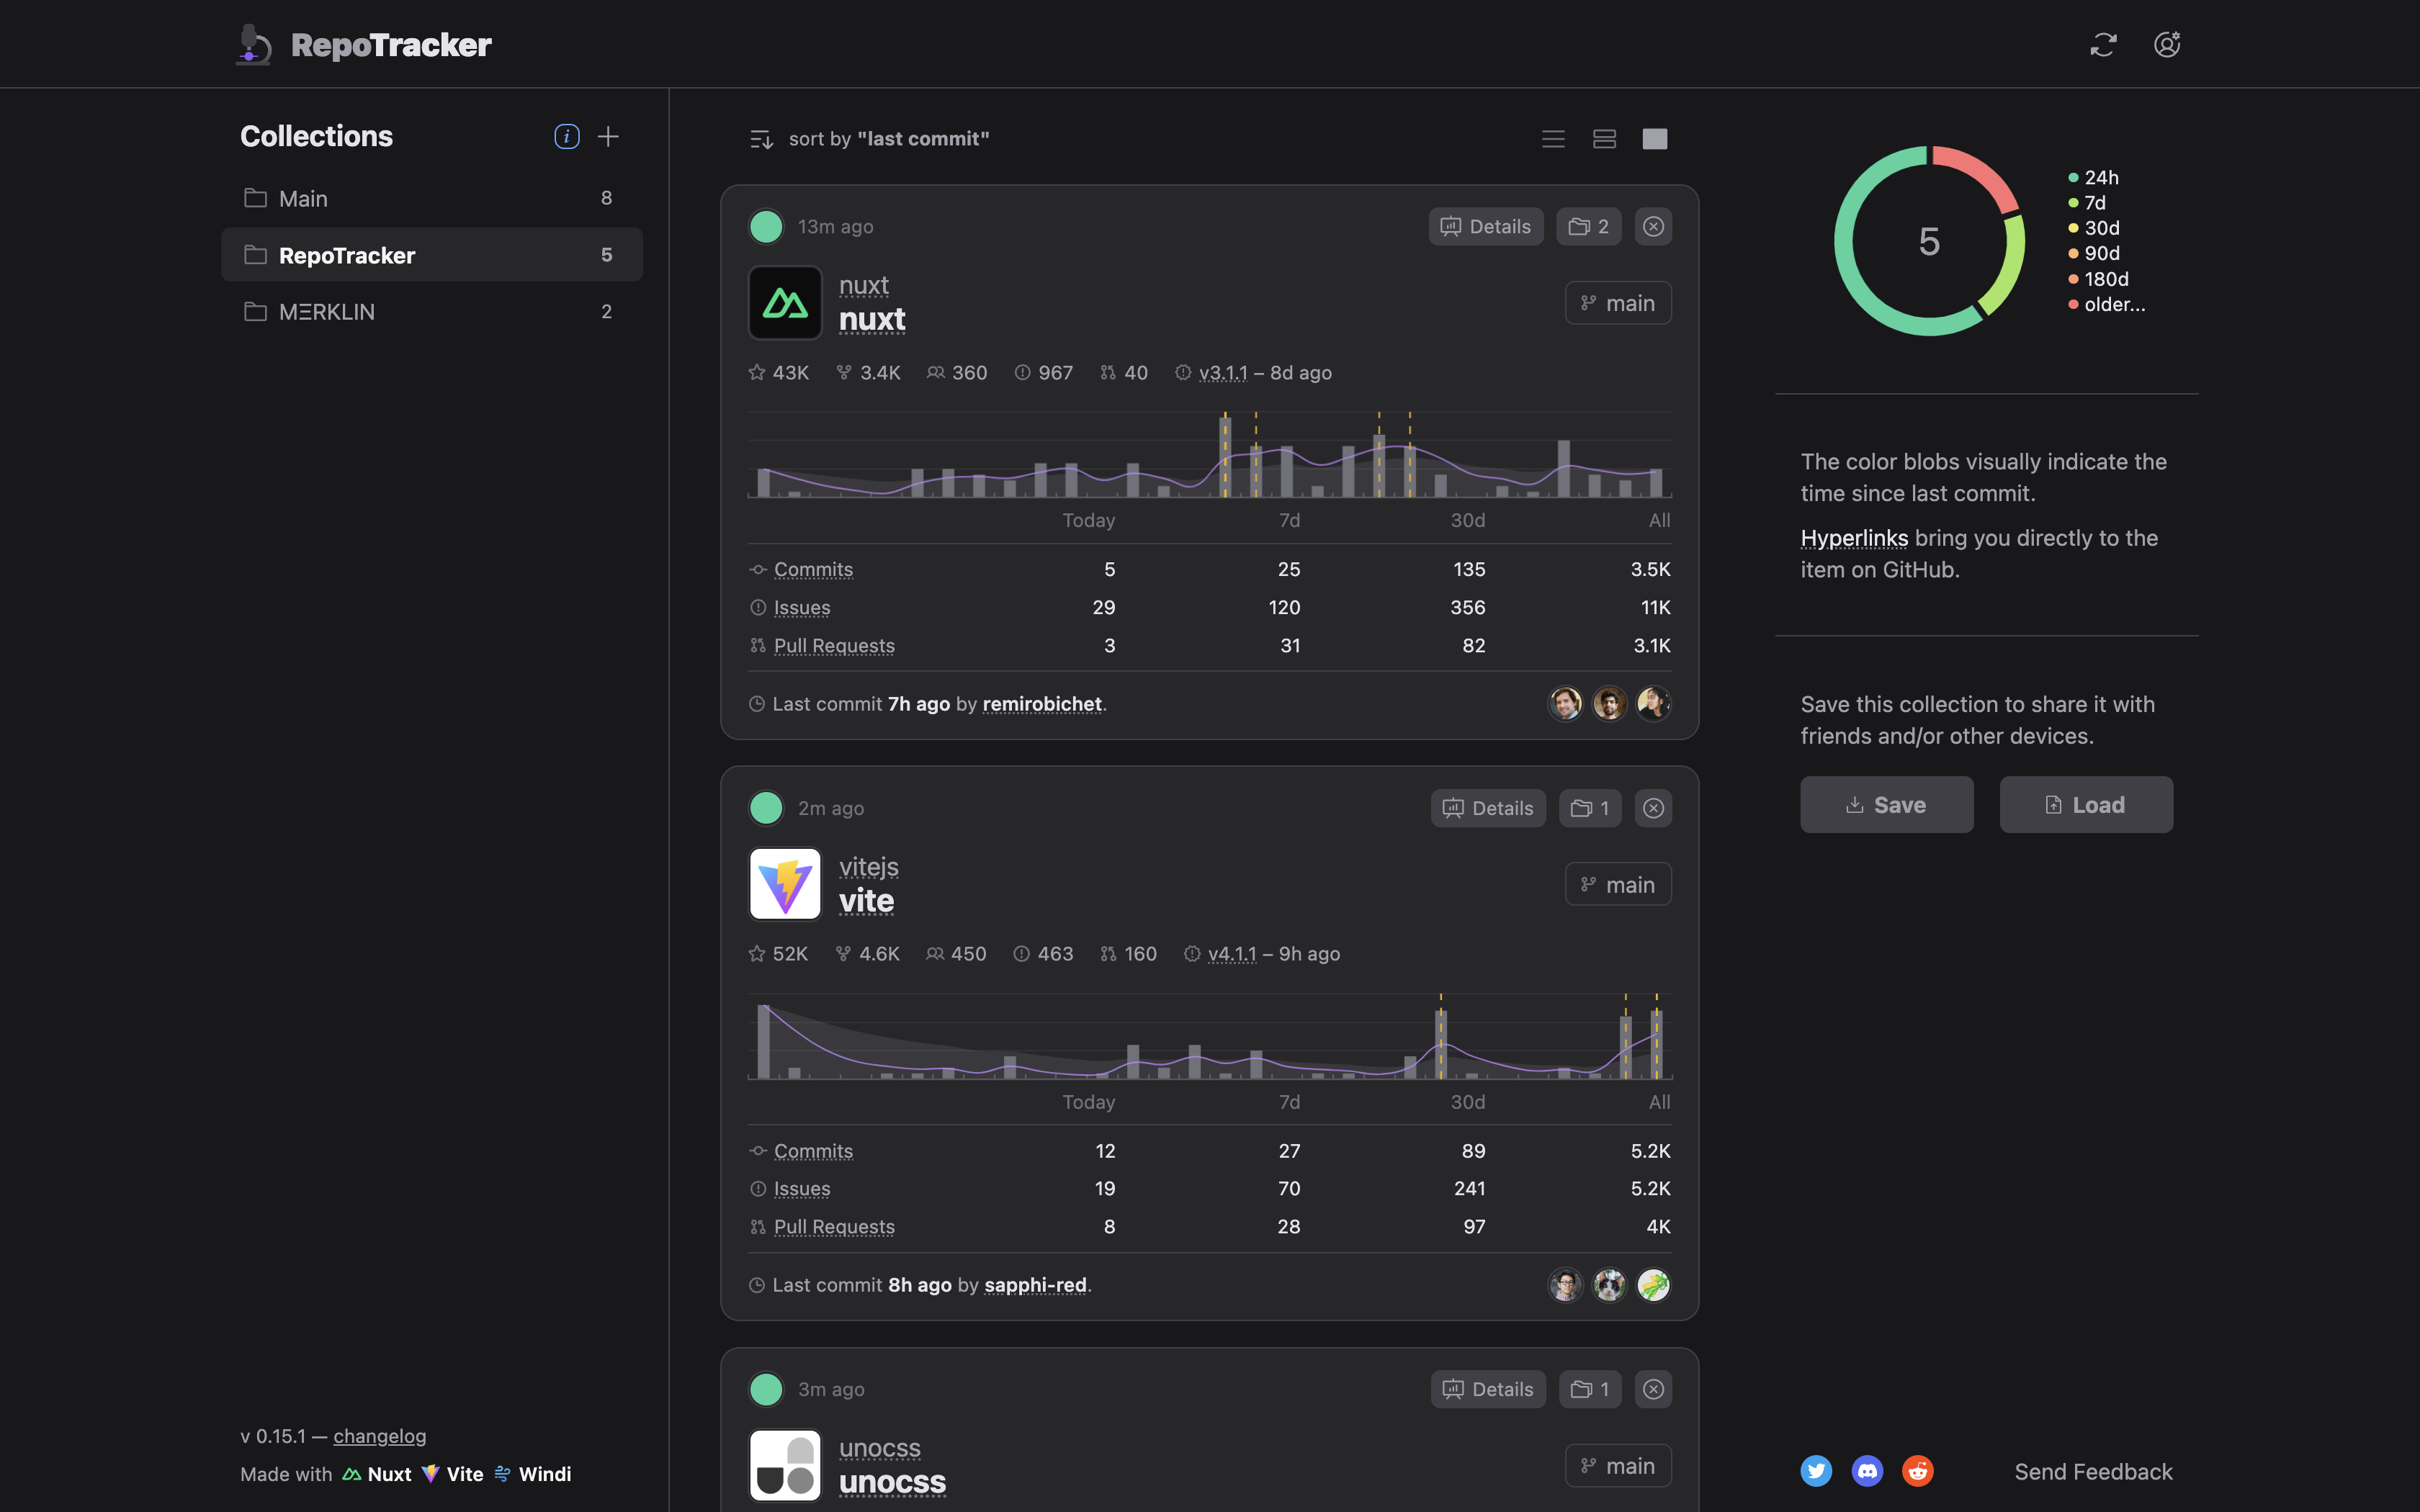 RepoTracker
Collections
Main 8
RepoTracker 5
MΞRKLIN 2
v 0.15.1 — changelog
Made with Nuxt Vite Windi
sort by "last commit"
13m ago Details 2
nuxt
nuxt
main
43K 3.4K 360 967 40 v3.1.1 – 8d ago
Today 7d 30d All
Commits 5 25 135 3.5K
Issues 29 120 356 11K
Pull Requests 3 31 82 3.1K
Last commit 7h ago by remirobichet.
2m ago Details 1
vitejs
vite
main
52K 4.6K 450 463 160 v4.1.1 – 9h ago
Today 7d 30d All
Commits 12 27 89 5.2K
Issues 19 70 241 5.2K
Pull Requests 8 28 97 4K
Last commit 8h ago by sapphi-red.
3m ago Details 1
unocss
unocss
main
5
24h
7d
30d
90d
180d
older...
The color blobs visually indicate the
time since last commit.
Hyperlinks bring you directly to the
item on GitHub.
Save this collection to share it with
friends and/or other devices.
Save Load
Send Feedback